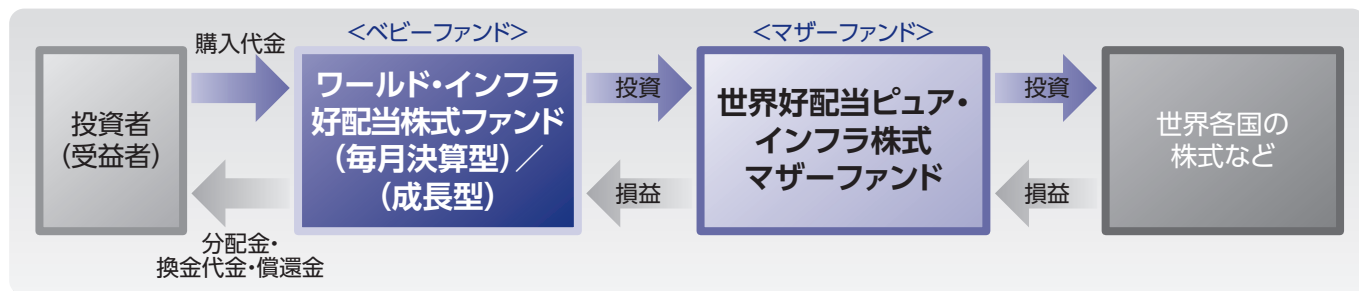 購入代金
<ベビーファンド>
<マザーファンド>
投資者
(受益者)
ワールド・インフラ
好配当株式ファンド
(毎月決算型)／
(成長型)
投資
世界好配当ピュア・
インフラ株式
マザーファンド
投資
世界各国の
株式など
損益
損益
分配金・
換金代金・償還金